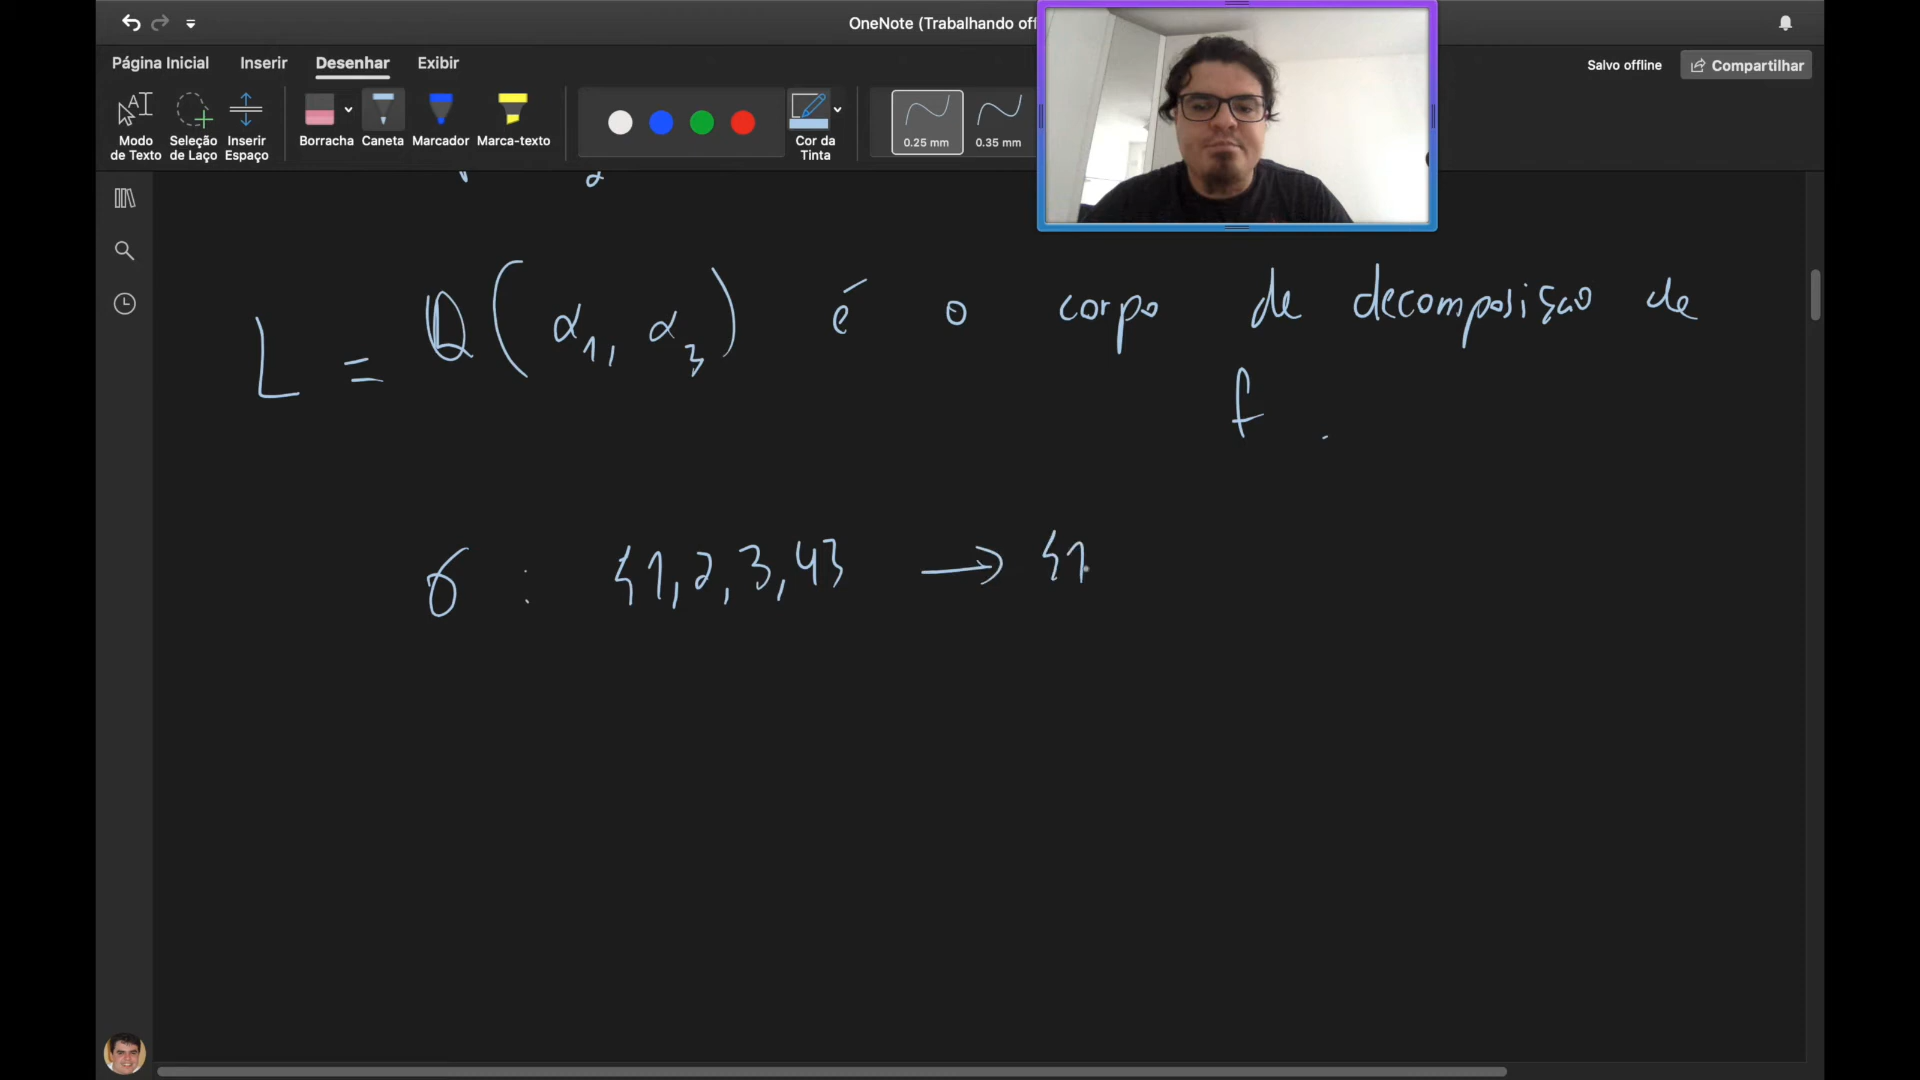 OneNote (Trabalhando off
Página Inicial Inserir Desenhar Exibir
Salvo offline Compartilhar
Modo de Texto Seleção de Laço Inserir Espaço Borracha Caneta Marcador Marca-texto Cor da Tinta 0.25 mm 0.35 mm
L = Q(α₁, α₃) é o corpo de decomposição de
f .
σ : {1,2,3,4} → {1